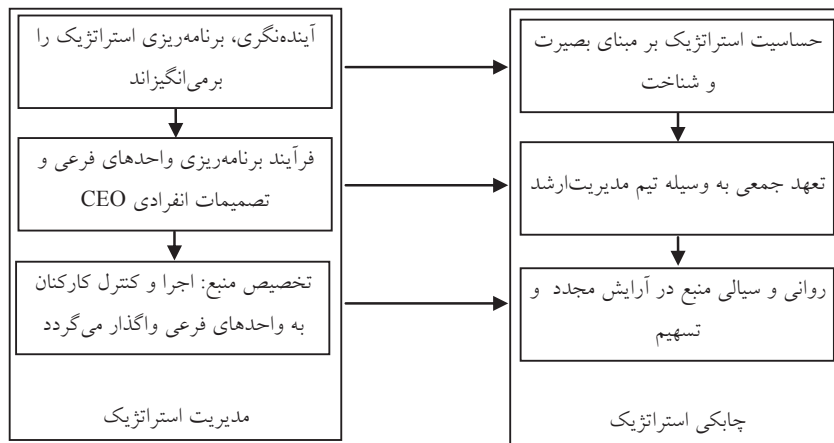 آینده‌نگری، برنامه‌ریزی استراتژیک را
برمی‌انگیزاند
فرآیند برنامه‌ریزی واحدهای فرعی و
تصمیمات انفرادی CEO
تخصیص منبع: اجرا و کنترل کارکنان
به واحدهای فرعی واگذار می‌گردد
مدیریت استراتژیک
حساسیت استراتژیک بر مبنای بصیرت
و شناخت
تعهد جمعی به وسیله تیم مدیریت‌ارشد
روانی و سیالی منبع در آرایش مجدد و
تسهیم
چابکی استراتژیک